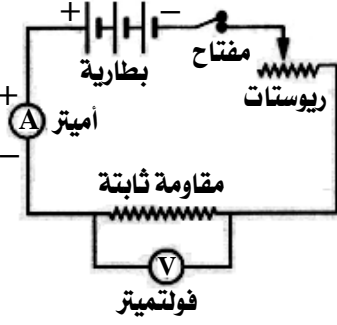 + −
بطارية
مفتاح
ريوستات
+
A أميتر
−
مقاومة ثابتة
V
فولتميتر